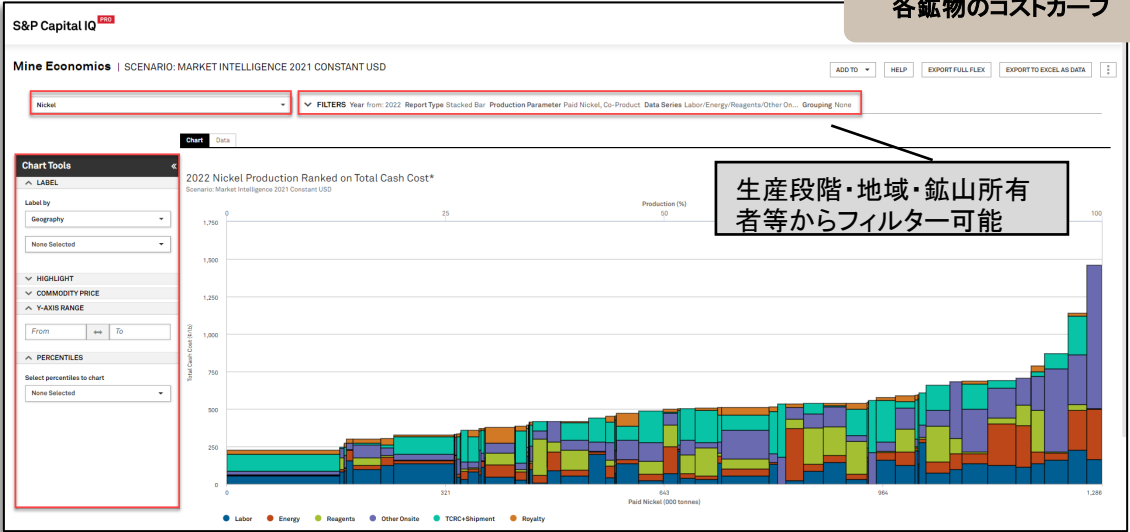 各鉱物のコストカーブ
S&P Capital IQ PRO
Mine Economics | SCENARIO: MARKET INTELLIGENCE 2021 CONSTANT USD
ADD TO HELP EXPORT FULL FLEX EXPORT TO EXCEL AS DATA
Nickel
FILTERS Year from: 2022 Report Type Stacked Bar Production Parameter Paid Nickel, Co-Product Data Series Labor/Energy/Reagents/Other On... Grouping None
Chart Data
Chart Tools «
LABEL
Label by
Geography
None Selected
HIGHLIGHT
COMMODITY PRICE
Y-AXIS RANGE
From To
PERCENTILES
Select percentiles to chart
None Selected
生産段階・地域・鉱山所有
者等からフィルター可能
2022 Nickel Production Ranked on Total Cash Cost*
Scenario: Market Intelligence 2021 Constant USD
Production (%)
0 25 50 100
1,750
1,500
1,250
1,000
750
500
250
0
Total Cash Cost (¢/lb)
0 321 643 964 1,286
Paid Nickel (000 tonnes)
Labor Energy Reagents Other Onsite TCRC+Shipment Royalty